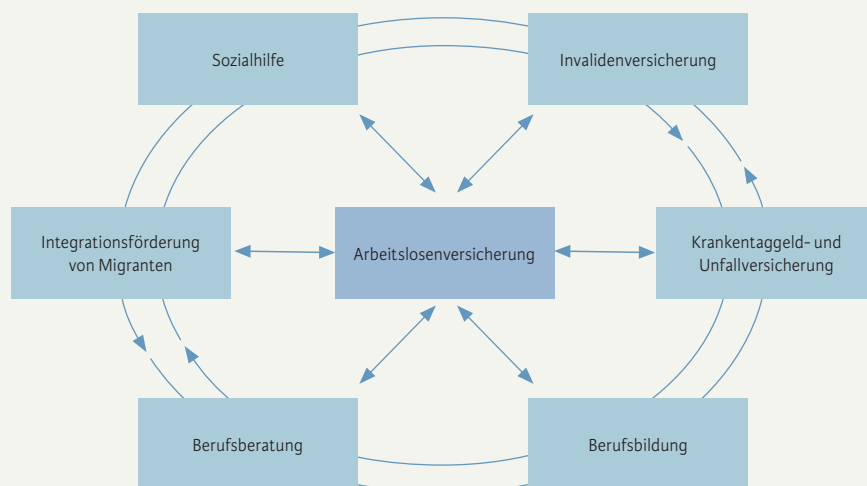 Sozialhilfe
Invalidenversicherung
Integrationsförderung
von Migranten
Arbeitslosenversicherung
Krankentaggeld- und
Unfallversicherung
Berufsberatung
Berufsbildung